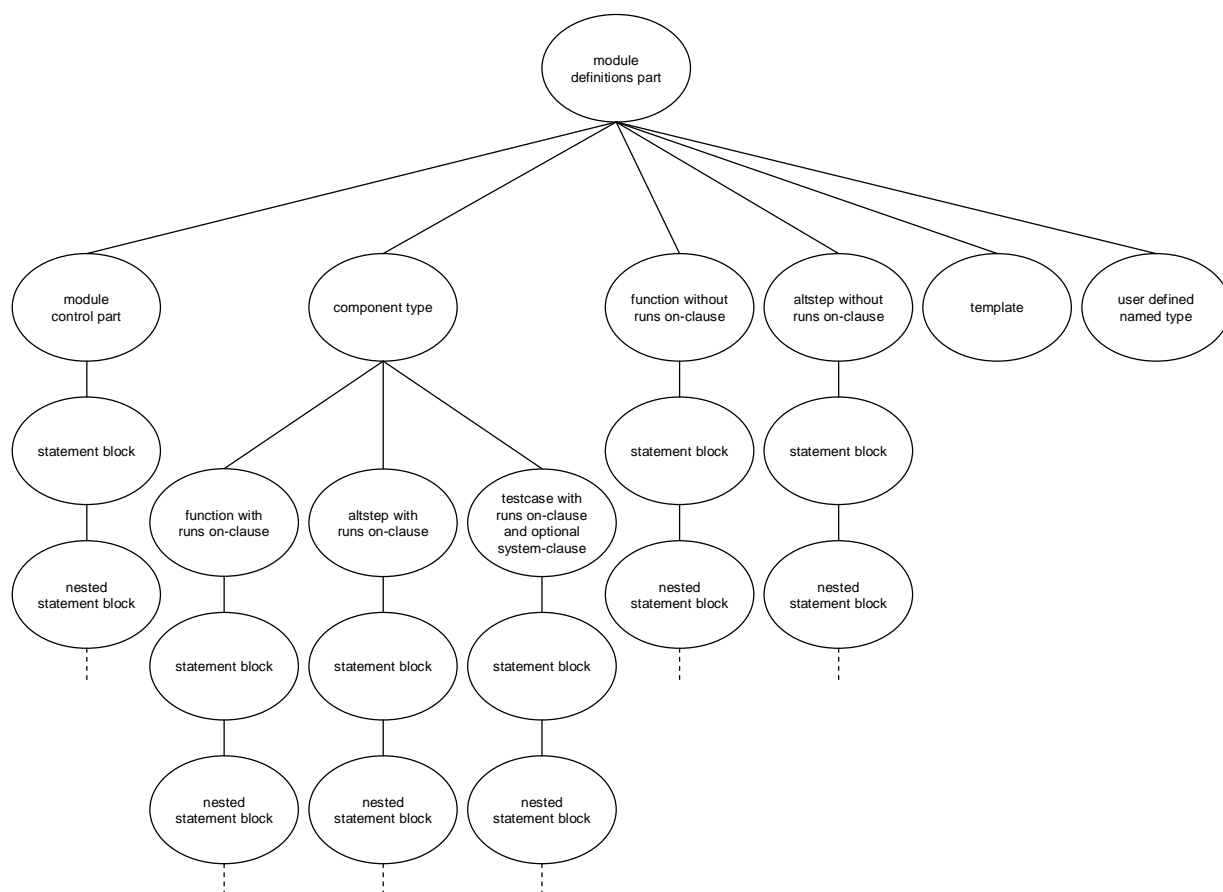 module
definitions part
module
control part
component type
function without
runs on-clause
altstep without
runs on-clause
template
user defined
named type
statement block
statement block
statement block
function with
runs on-clause
altstep with
runs on-clause
testcase with
runs on-clause
and optional
system-clause
nested
statement block
nested
statement block
nested
statement block
statement block
statement block
statement block
nested
statement block
nested
statement block
nested
statement block